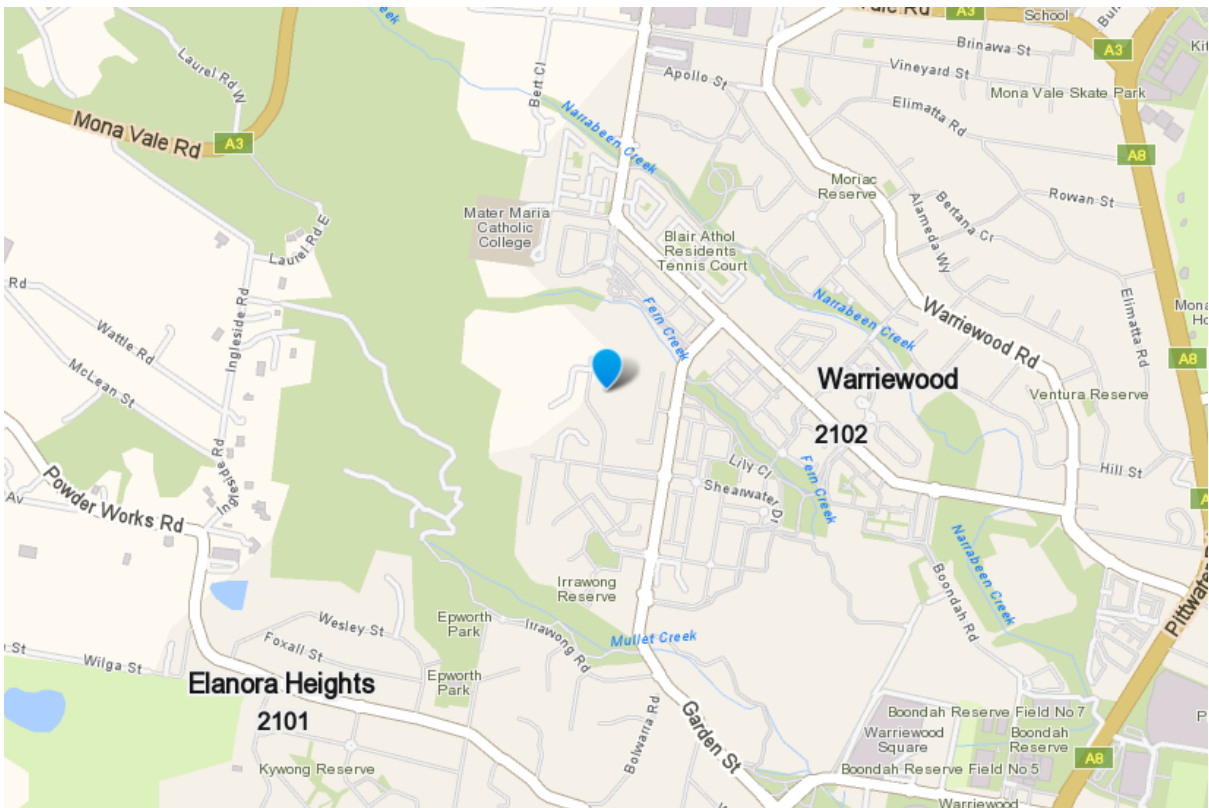 A3
School
Brinawa St
A3
Laurel Rd W
Apollo St
Vineyard St
Mona Vale Skate Park
Bert Cl
Mona Vale Rd
A3
Narrabeen Creek
Elimatta Rd
A8
Moriac
Reserve
Rowan St
Bertana Cr
Alameda Wy
Mater Maria
Catholic
College
Laurel Rd E
Blair Athol
Residents
Tennis Court
Rd
Ingleside Rd
Wattle Rd
McLean St
Fern Creek
Narrabeen Creek
Warriewood Rd
Elimatta Rd
A8
Warriewood
2102
Ventura Reserve
Ingleside Rd
Powder Works Rd
Av
Lily Cl
Shearwater Dr
Fern Creek
Hill St
Narrabeen Creek
Boondah Rd
Irrawong
Reserve
Epworth
Park
Wesley St
Foxall St
Irrawong Rd
Mullet Creek
Wilga St
Epworth
Park
Elanora Heights
2101
Bolwarra Rd
Garden St
Boondah Reserve Field No 7
Warriewood
Square
Boondah
Reserve
A8
Boondah Reserve Field No 5
Kywong Reserve
Warriewood